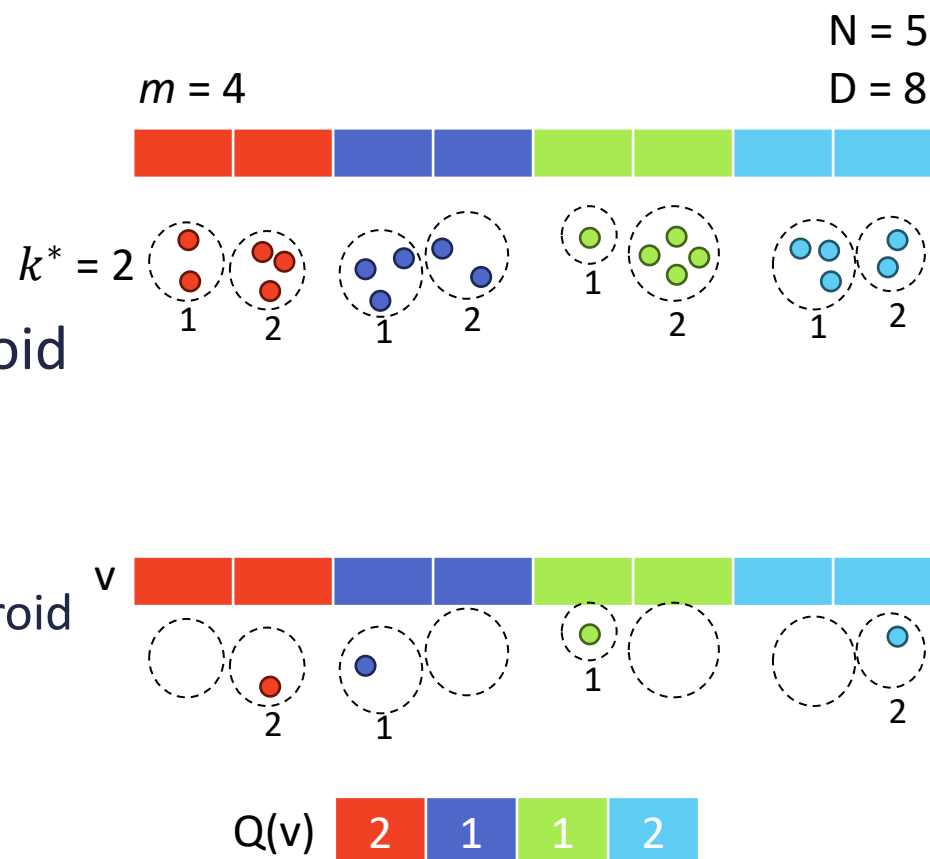 N = 5
m = 4
D = 8
k* = 2
1 2 1 2 1 2 1 2
oid
v
roid
2 1 1 2
Q(v) 2 1 1 2